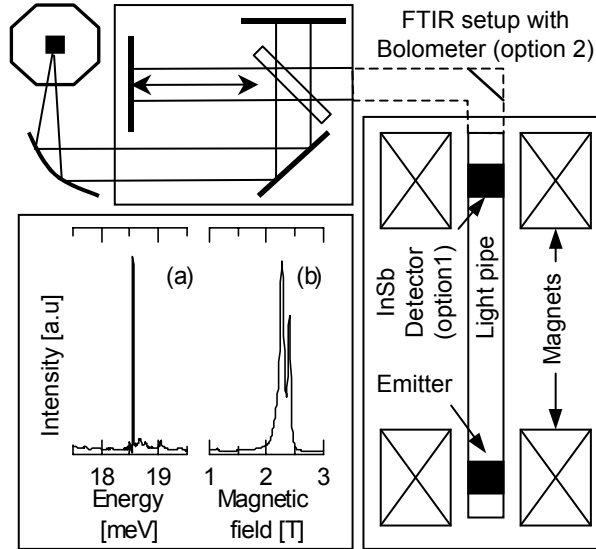 FTIR setup with
Bolometer (option 2)
InSb
Detector
(option1)
Light pipe
Magnets
Emitter
Intensity [a.u]
(a)
(b)
18 19
1 2 3
Energy
[meV]
Magnetic
field [T]